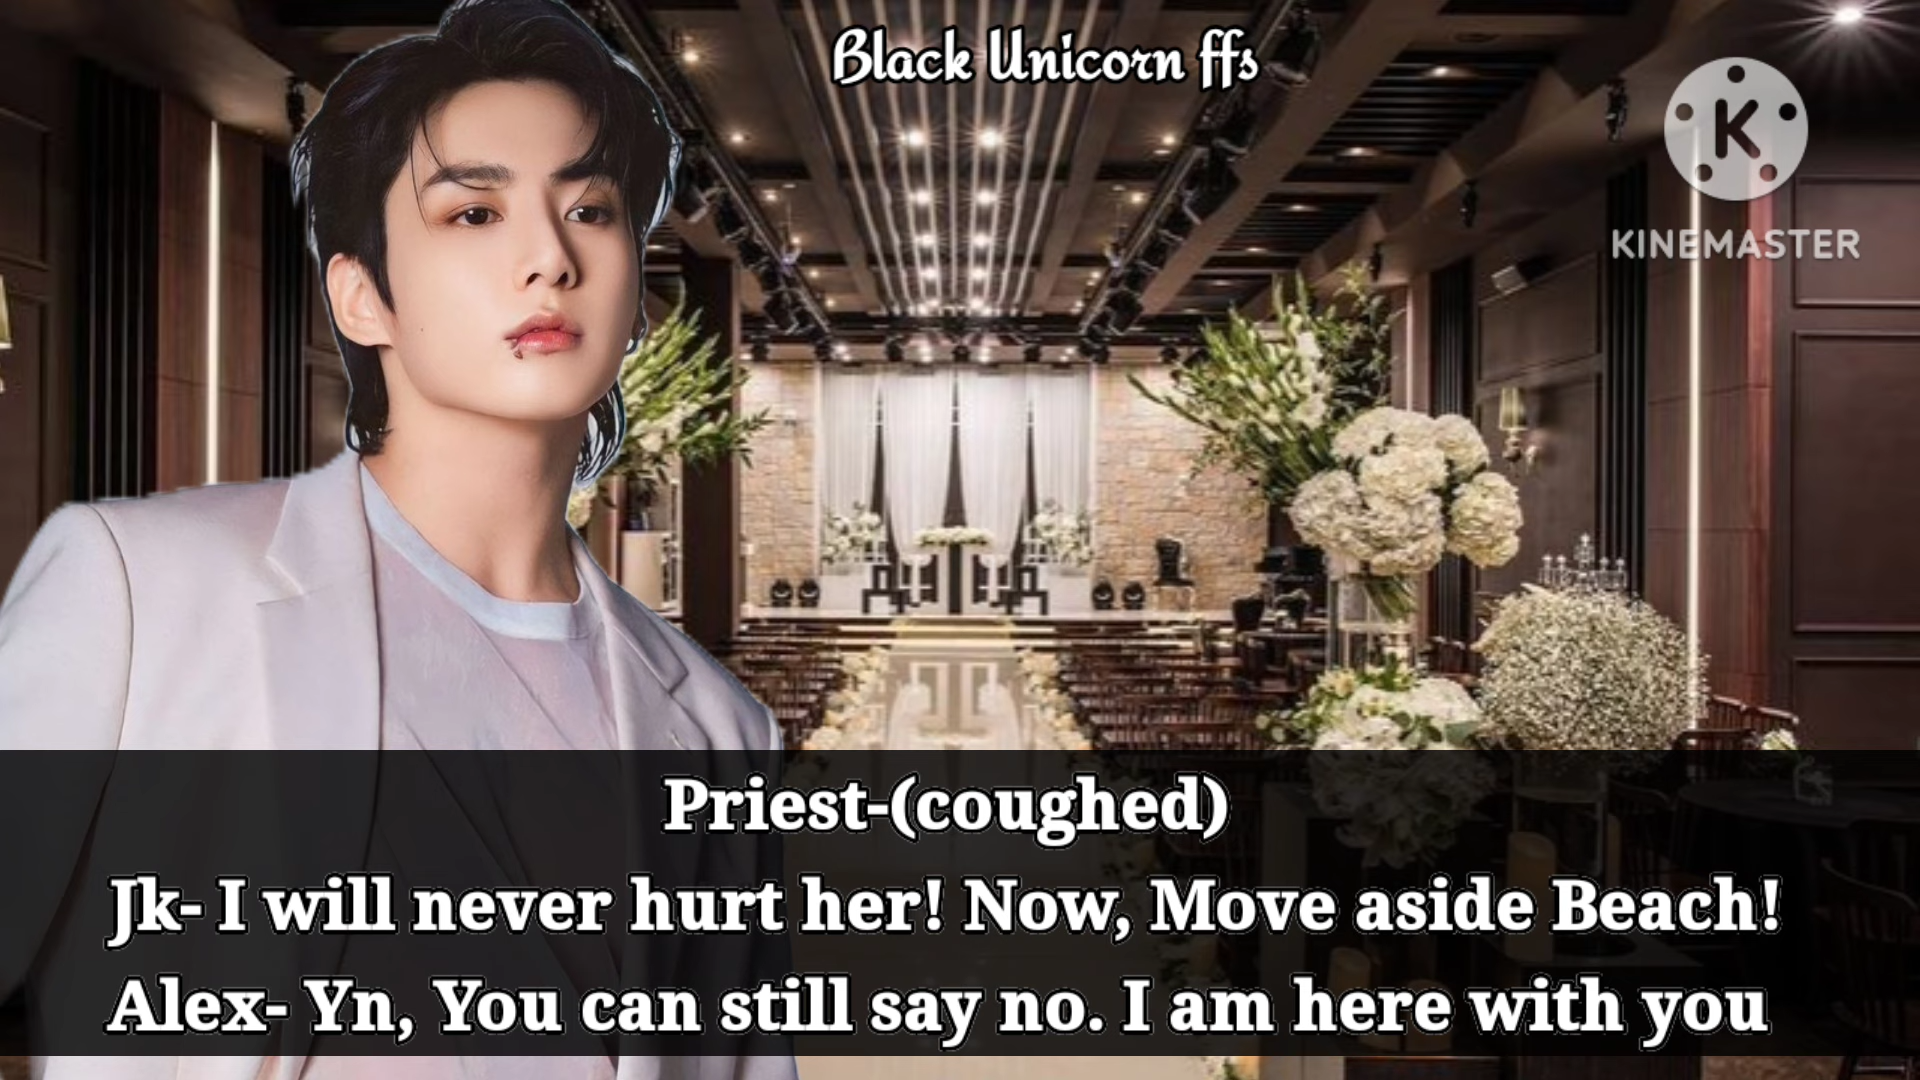 Black Unicorn ffs
K
KINEMASTER
Priest-(coughed)
Jk- I will never hurt her! Now, Move aside Beach!
Alex- Yn, You can still say no. I am here with you